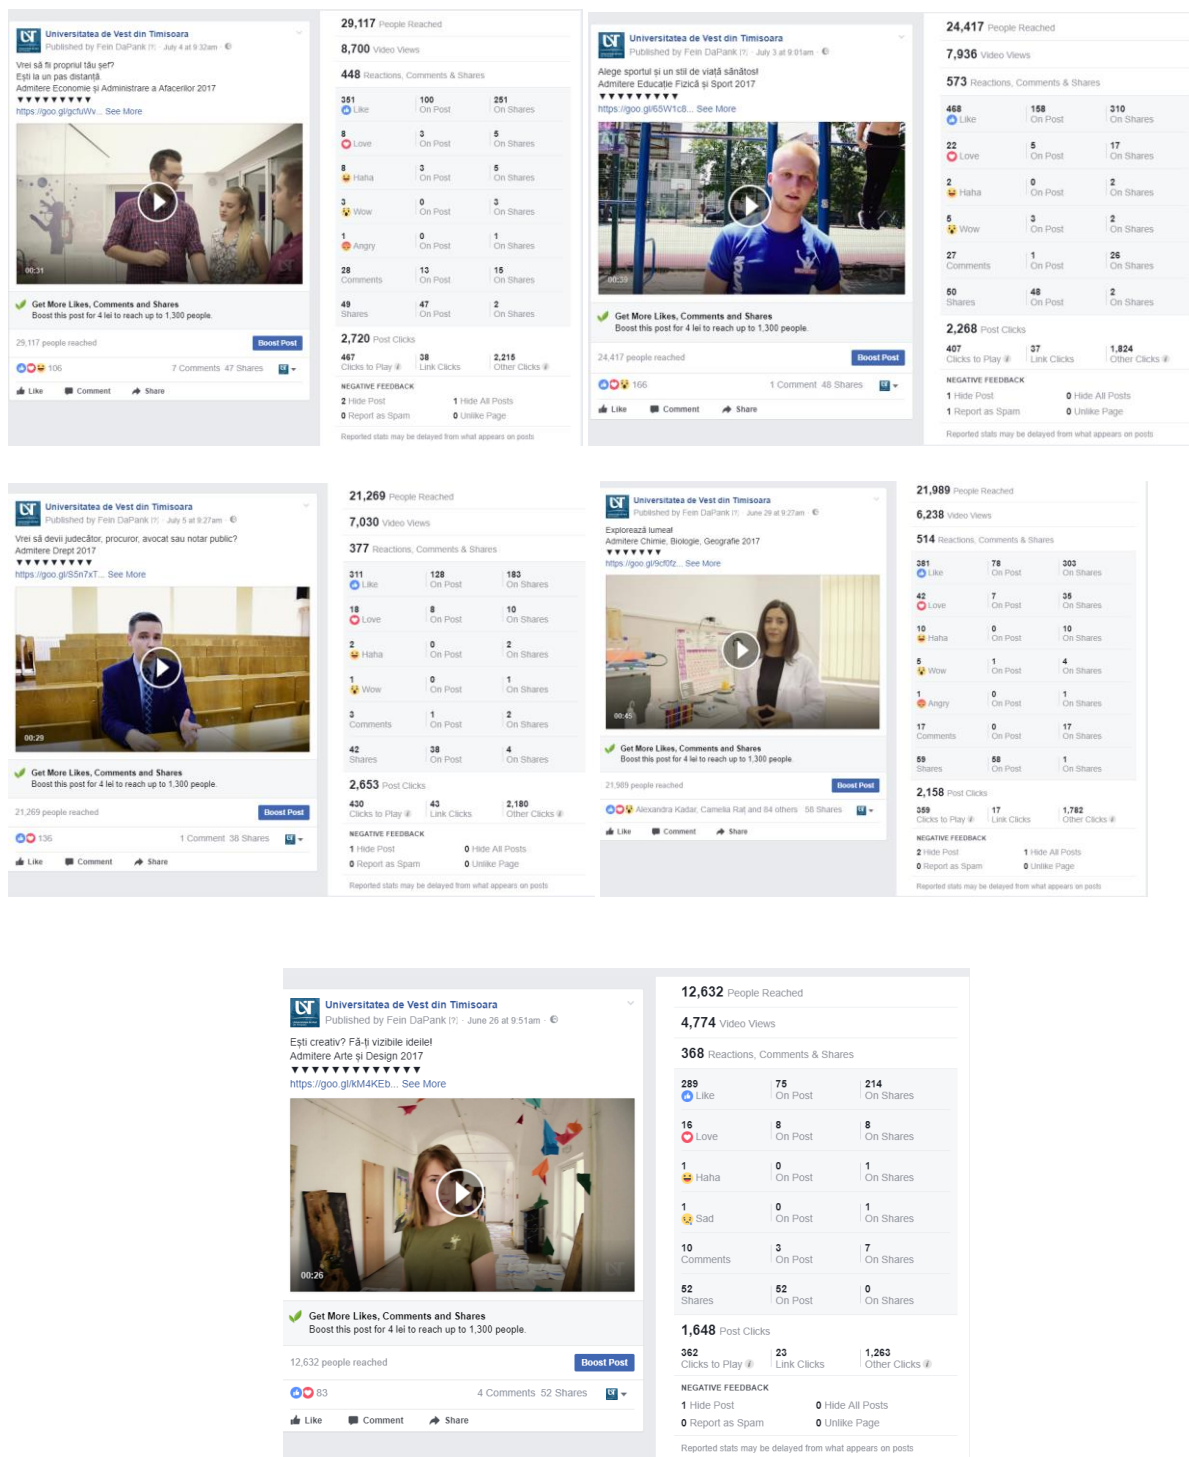 Universitatea de Vest din Timisoara
Published by Fein DaPank [?] · July 4 at 9:32am ·
Vrei să fii propriul tău șef?
Ești la un pas distanță.
Admitere Economie și Administrare a Afacerilor 2017
▼▼▼▼▼▼▼▼▼
https://goo.gl/gcfuWv... See More
00:31
Get More Likes, Comments and Shares
Boost this post for 4 lei to reach up to 1,300 people.
29,117 people reached
Boost Post
106
7 Comments 47 Shares
Like Comment Share
29,117 People Reached
8,700 Video Views
448 Reactions, Comments & Shares
351 100 251
Like On Post On Shares
8 3 5
Love On Post On Shares
8 3 5
Haha On Post On Shares
3 0 3
Wow On Post On Shares
1 0 1
Angry On Post On Shares
28 13 15
Comments On Post On Shares
49 47 2
Shares On Post On Shares
2,720 Post Clicks
467 38 2,215
Clicks to Play Link Clicks Other Clicks
NEGATIVE FEEDBACK
2 Hide Post 1 Hide All Posts
0 Report as Spam 0 Unlike Page
Reported stats may be delayed from what appears on posts
Universitatea de Vest din Timisoara
Published by Fein DaPank [?] · July 3 at 9:01am ·
Alege sportul și un stil de viață sănătos!
Admitere Educație Fizică și Sport 2017
▼▼▼▼▼▼▼▼▼
https://goo.gl/65W1c8... See More
00:39
Get More Likes, Comments and Shares
Boost this post for 4 lei to reach up to 1,300 people.
24,417 people reached
Boost Post
166
1 Comment 48 Shares
Like Comment Share
24,417 People Reached
7,936 Video Views
573 Reactions, Comments & Shares
468 158 310
Like On Post On Shares
22 5 17
Love On Post On Shares
2 0 2
Haha On Post On Shares
5 3 2
Wow On Post On Shares
27 1 26
Comments On Post On Shares
50 48 2
Shares On Post On Shares
2,268 Post Clicks
407 37 1,824
Clicks to Play Link Clicks Other Clicks
NEGATIVE FEEDBACK
1 Hide Post 0 Hide All Posts
1 Report as Spam 0 Unlike Page
Reported stats may be delayed from what appears on posts
Universitatea de Vest din Timisoara
Published by Fein DaPank [?] · July 5 at 9:27am ·
Vrei să devii judecător, procuror, avocat sau notar public?
Admitere Drept 2017
▼▼▼▼▼▼▼▼▼
https://goo.gl/S5n7xT... See More
00:29
Get More Likes, Comments and Shares
Boost this post for 4 lei to reach up to 1,300 people.
21,269 people reached
Boost Post
136
1 Comment 38 Shares
Like Comment Share
21,269 People Reached
7,030 Video Views
377 Reactions, Comments & Shares
311 128 183
Like On Post On Shares
18 8 10
Love On Post On Shares
2 0 2
Haha On Post On Shares
1 0 1
Wow On Post On Shares
3 1 2
Comments On Post On Shares
42 38 4
Shares On Post On Shares
2,653 Post Clicks
430 43 2,180
Clicks to Play Link Clicks Other Clicks
NEGATIVE FEEDBACK
1 Hide Post 0 Hide All Posts
0 Report as Spam 0 Unlike Page
Reported stats may be delayed from what appears on posts
Universitatea de Vest din Timisoara
Published by Fein DaPank [?] · June 29 at 9:27am ·
Explorează lumea!
Admitere Chimie, Biologie, Geografie 2017
▼▼▼▼▼▼▼
https://goo.gl/9cf0fz... See More
00:45
Get More Likes, Comments and Shares
Boost this post for 4 lei to reach up to 1,300 people.
21,989 people reached
Boost Post
Alexandra Kadar, Camelia Raț and 84 others 58 Shares
Like Comment Share
21,989 People Reached
6,238 Video Views
514 Reactions, Comments & Shares
381 78 303
Like On Post On Shares
42 7 35
Love On Post On Shares
10 0 10
Haha On Post On Shares
5 1 4
Wow On Post On Shares
1 0 1
Angry On Post On Shares
17 0 17
Comments On Post On Shares
59 58 1
Shares On Post On Shares
2,158 Post Clicks
359 17 1,782
Clicks to Play Link Clicks Other Clicks
NEGATIVE FEEDBACK
2 Hide Post 1 Hide All Posts
0 Report as Spam 0 Unlike Page
Reported stats may be delayed from what appears on posts
Universitatea de Vest din Timisoara
Published by Fein DaPank [?] · June 26 at 9:51am ·
Ești creativ? Fă-ți vizibile ideile!
Admitere Arte și Design 2017
▼▼▼▼▼▼▼▼▼▼▼▼▼
https://goo.gl/kM4KEb... See More
00:26
Get More Likes, Comments and Shares
Boost this post for 4 lei to reach up to 1,300 people.
12,632 people reached
Boost Post
83
4 Comments 52 Shares
Like Comment Share
12,632 People Reached
4,774 Video Views
368 Reactions, Comments & Shares
289 75 214
Like On Post On Shares
16 8 8
Love On Post On Shares
1 0 1
Haha On Post On Shares
1 0 1
Sad On Post On Shares
10 3 7
Comments On Post On Shares
52 52 0
Shares On Post On Shares
1,648 Post Clicks
362 23 1,263
Clicks to Play Link Clicks Other Clicks
NEGATIVE FEEDBACK
1 Hide Post 0 Hide All Posts
0 Report as Spam 0 Unlike Page
Reported stats may be delayed from what appears on posts